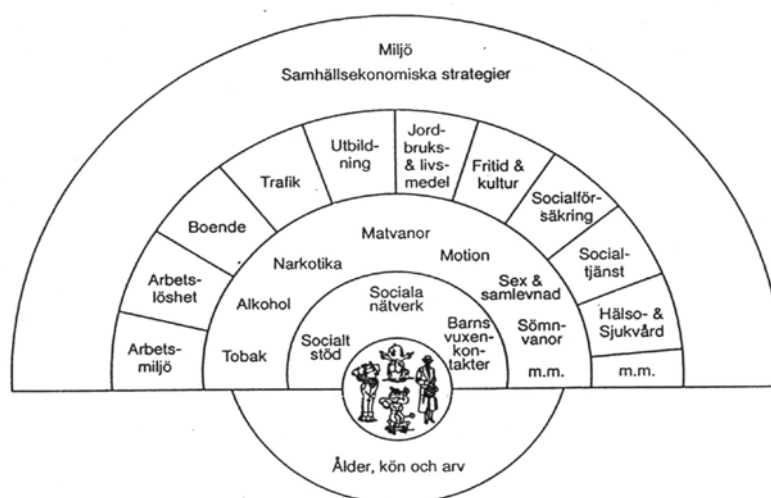 Miljö
Samhällsekonomiska strategier
Arbets-
miljö
Arbets-
löshet
Boende
Trafik
Utbild-
ning
Jord-
bruks-
& livs-
medel
Fritid &
kultur
Socialför-
säkring
Social-
tjänst
Hälso- &
Sjukvård
m.m.
Tobak
Alkohol
Narkotika
Matvanor
Motion
Sex &
samlevnad
Sömn-
vanor
m.m.
Socialt
stöd
Sociala
nätverk
Barns
vuxen-
kon-
takter
Ålder, kön och arv